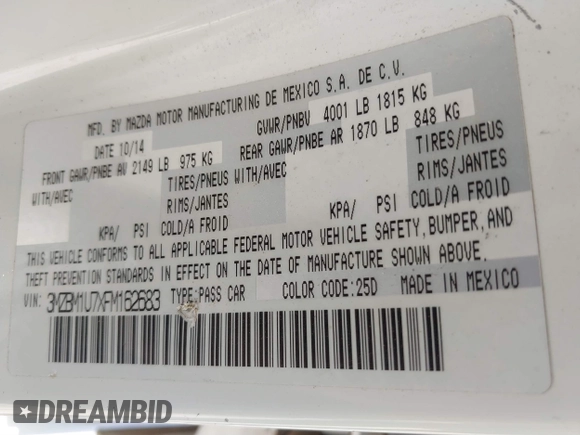 MFD. BY MAZDA MOTOR MANUFACTURING DE MEXICO S.A. DE C.V.
DATE 10/14 GVWR/PNBV 4001 LB 1815 KG
FRONT GAWR/PNBE AV 2149 LB 975 KG REAR GAWR/PNBE AR 1870 LB 848 KG
WITH/AVEC TIRES/PNEUS WITH/AVEC TIRES/PNEUS
RIMS/JANTES RIMS/JANTES
KPA/ PSI COLD/A FROID KPA/ PSI COLD/A FROID
THIS VEHICLE CONFORMS TO ALL APPLICABLE FEDERAL MOTOR VEHICLE SAFETY, BUMPER, AND
THEFT PREVENTION STANDARDS IN EFFECT ON THE DATE OF MANUFACTURE SHOWN ABOVE.
3MZBM1U7XFM162683 TYPE:PASS CAR COLOR CODE:25D MADE IN MEXICO
DREAMBID